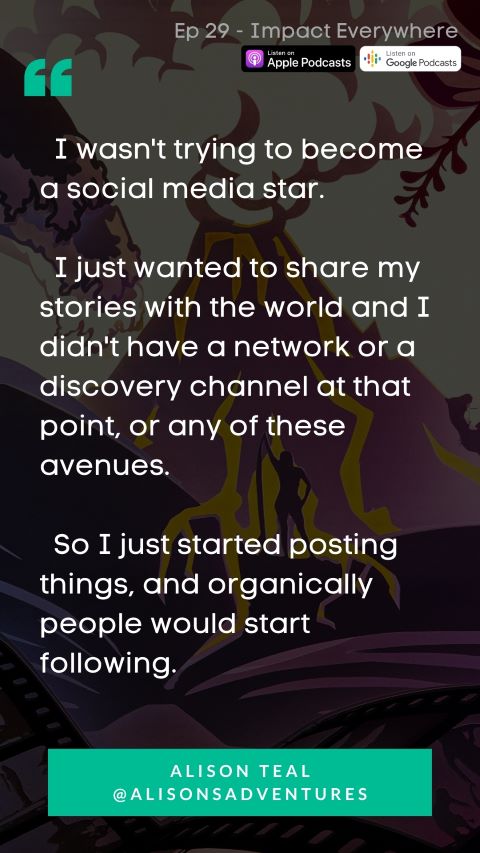 Ep 29 - Impact Everywhere
Listen on
Apple Podcasts
Listen on
Google Podcasts
“
I wasn't trying to become
a social media star.
I just wanted to share my
stories with the world and I
didn't have a network or a
discovery channel at that
point, or any of these
avenues.
So I just started posting
things, and organically
people would start
following.
ALISON TEAL
@ALISONSADVENTURES